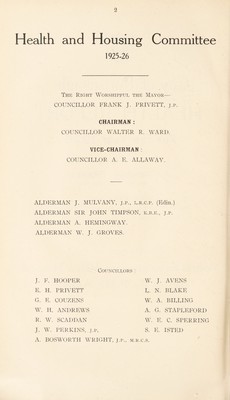 2
Health and Housing Committee
1925-26
The Right Worshipful the Mayor—
COUNCILLOR FRANK J. PRIVETT, J.P.
CHAIRMAN :
COUNCILLOR WALTER R. WARD.
VICE-CHAIRMAN :
COUNCILLOR A. E. ALLAWAY.
ALDERMAN J. MULVANY, J.P., L.R.C.P. (Edin.)
ALDERMAN SIR JOHN TIMPSON, K.B.E., J.P.
ALDERMAN A. HEMINGWAY.
ALDERMAN W. J. GROVES.
Councillors :
J. F. HOOPER
E. H. PRIVETT
G. E. COUZENS
W. H. ANDREWS
R. W. SCADDAN
J. W. PERKINS, J.P.
A. BOSWORTH WRIGHT, J.P., M.R.C.S.
W. J. AVENS
L. N. BLAKE
W. A. BILLING
A. G. STAPLEFORD
W. E. C. SPERRING
S. E. ISTED